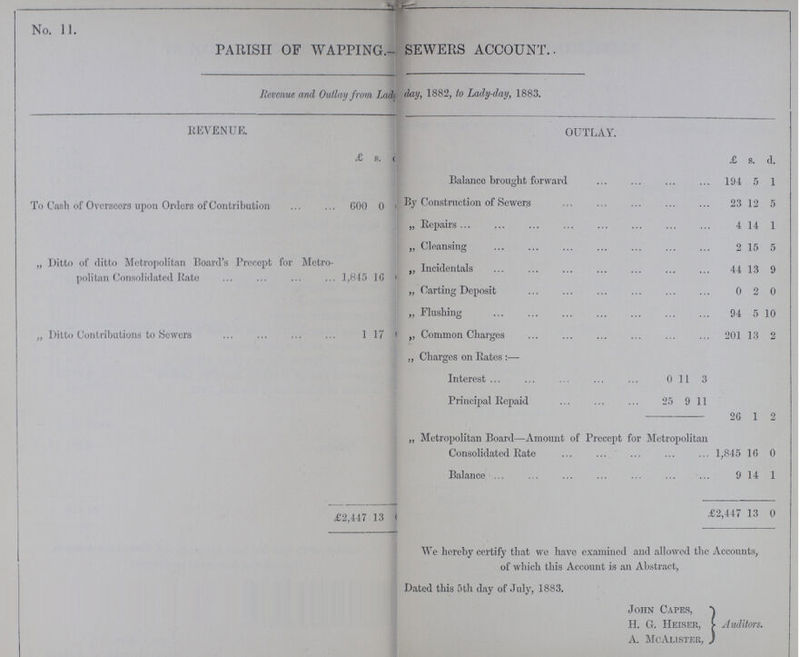 No. 11.
PARISH OF WAPPING.— SEWERS ACCOUNT.
Revenue and Outlay from Lady day, 1882, to Lady-day, 1883.
REVENUE.
£ s.
To Cash of Overseers upon Orders of Contribution ... ... 600 0
„ Ditto of ditto Metropolitan Board's Precept for Metro-
politan Consolidated Rate ... ... ... ... 1,845 16
„ Ditto Contributions to Sewers ... ... ... ... 1 17
£2,447 13
OUTLAY.
£ s. d.
Balance brought forward ... ... ... ... 194 5 1
By Construction of Sewers ... ... ... ... ... 23 12 5
„ Repairs ... ... ... ... ... ... ... ... 4 14 1
„ Cleansing ... ... ... ... ... ... ... 2 15 5
„ Incidentals ... ... ... ... ... ... ... 44 13 9
„ Carting Deposit ... ... ... ... ... ... 0 2 0
„ Flushing ... ... ... ... ... ... ... 94 5 10
„ Common Charges ... ... ... ... ... ... 201 13 2
„ Charges on Rates :—
Interest ... ... ... ... ... 0 11 3
Principal Repaid ... ... ... 25 9 11
26 1 2
„ Metropolitan Board—Amount of Precept for Metropolitan
Consolidated Rate ... ... ... ... ... 1,845 16 0
Balance ... ... ... ... ... ... ... 9 14 1
£2,447 13 0
We hereby certify that we have examined and allowed the Accounts,
of which this Account is an Abstract,
Dated this 5th day of July, 1883.
JOHN CAPES,
H. G. HEISER,
A. MCALISTER,
Auditors.